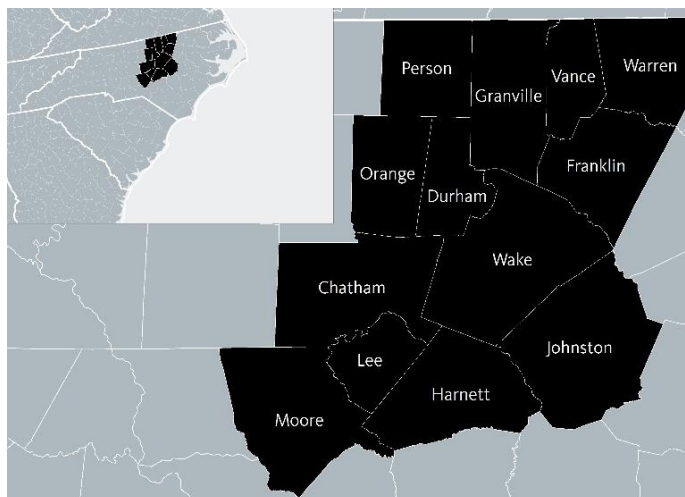 Person
Granville
Vance
Warren
Orange
Durham
Franklin
Chatham
Wake
Lee
Johnston
Moore
Harnett